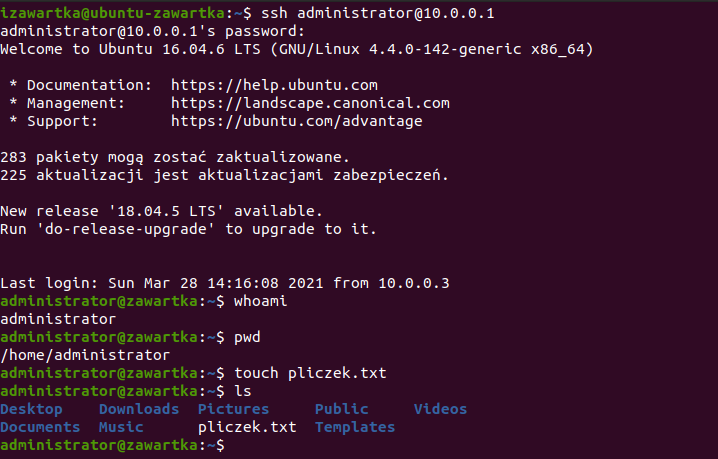 izawartka@ubuntu-zawartka:~$ ssh administrator@10.0.0.1
administrator@10.0.0.1's password:
Welcome to Ubuntu 16.04.6 LTS (GNU/Linux 4.4.0-142-generic x86_64)

 * Documentation:  https://help.ubuntu.com
 * Management:     https://landscape.canonical.com
 * Support:        https://ubuntu.com/advantage

283 pakiety mogą zostać zaktualizowane.
225 aktualizacji jest aktualizacjami zabezpieczeń.

New release '18.04.5 LTS' available.
Run 'do-release-upgrade' to upgrade to it.


Last login: Sun Mar 28 14:16:08 2021 from 10.0.0.3
administrator@zawartka:~$ whoami
administrator
administrator@zawartka:~$ pwd
/home/administrator
administrator@zawartka:~$ touch pliczek.txt
administrator@zawartka:~$ ls
Desktop    Downloads  Pictures     Public     Videos
Documents  Music      pliczek.txt  Templates
administrator@zawartka:~$